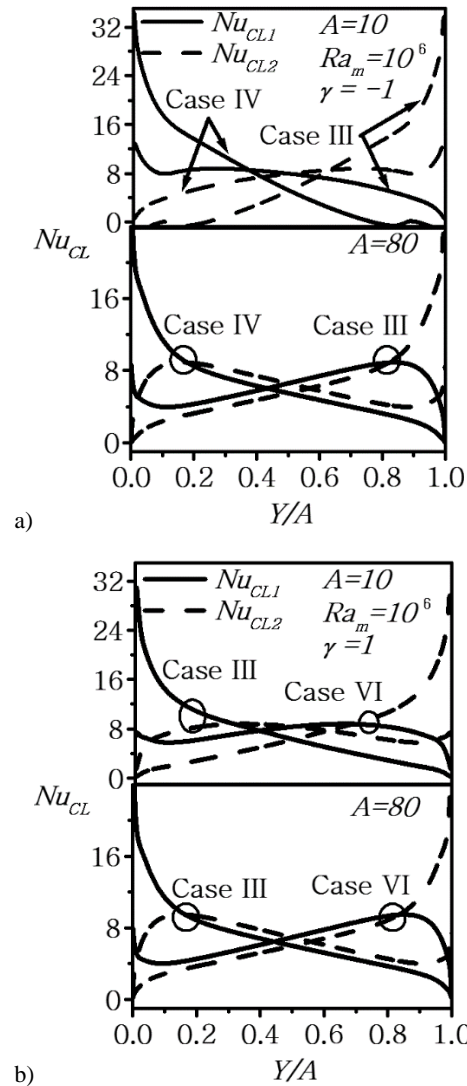 Nu_CL1 A=10
Nu_CL2 Ra_m=10^6
γ = −1
Case IV
Case III
32
24
16
8
0
Nu_CL
A=80
Case IV
Case III
16
8
0
0.0 0.2 0.4 0.6 0.8 1.0
Y/A
a)
Nu_CL1 A=10
Nu_CL2 Ra_m=10^6
γ = 1
Case III
Case VI
32
24
16
8
0
Nu_CL
A=80
Case III
Case VI
16
8
0
0.0 0.2 0.4 0.6 0.8 1.0
Y/A
b)